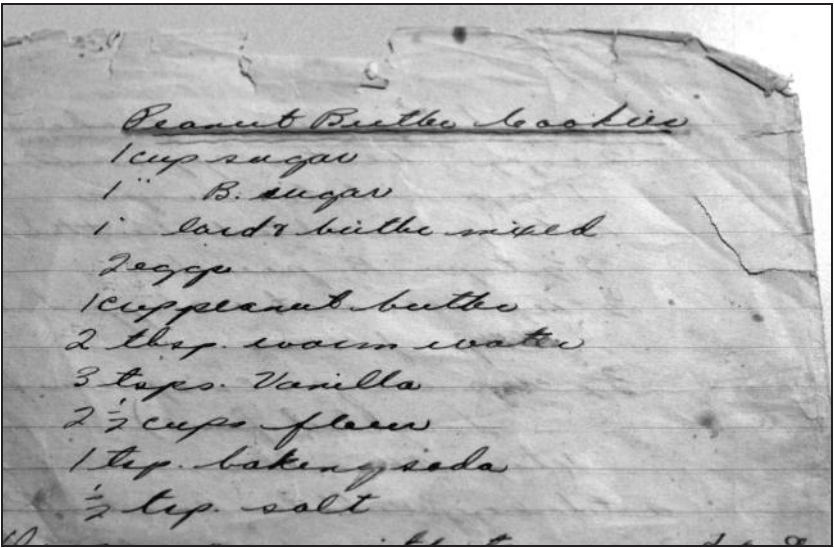 Peanut Butter Cookies
1 cup sugar
1 " B. sugar
1 " lard & butter mixed
2 eggs
1 cup peanut butter
2 tbsp. warm water
3 tsps. Vanilla
2 ½ cups flour
1 tsp. baking soda
½ tsp. salt